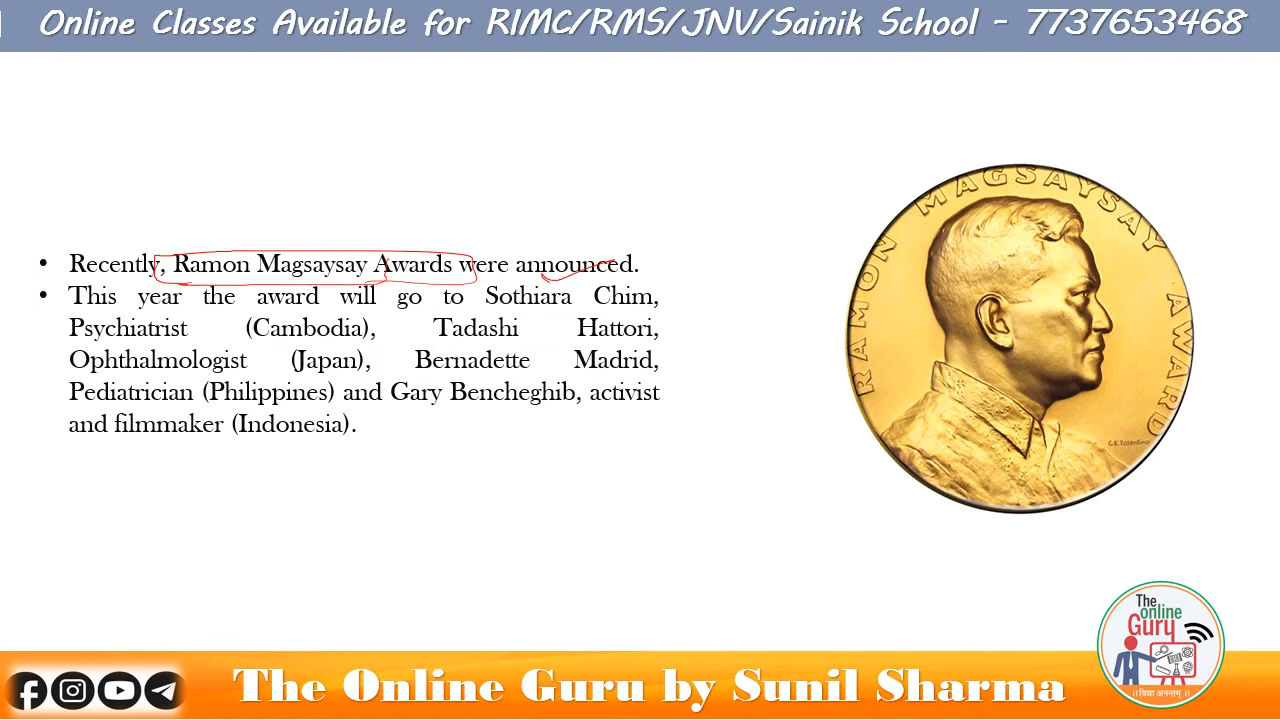 Online Classes Available for RIMC/RMS/JNV/Sainik School - 7737653468
• Recently, Ramon Magsaysay Awards were announced.
• This year the award will go to Sothiara Chim,
Psychiatrist (Cambodia), Tadashi Hattori,
Ophthalmologist (Japan), Bernadette Madrid,
Pediatrician (Philippines) and Gary Bencheghib, activist
and filmmaker (Indonesia).
RAMON MAGSAYSAY AWARD
The
online
Guru
।। विद्या अनन्तम् ।।
The Online Guru by Sunil Sharma